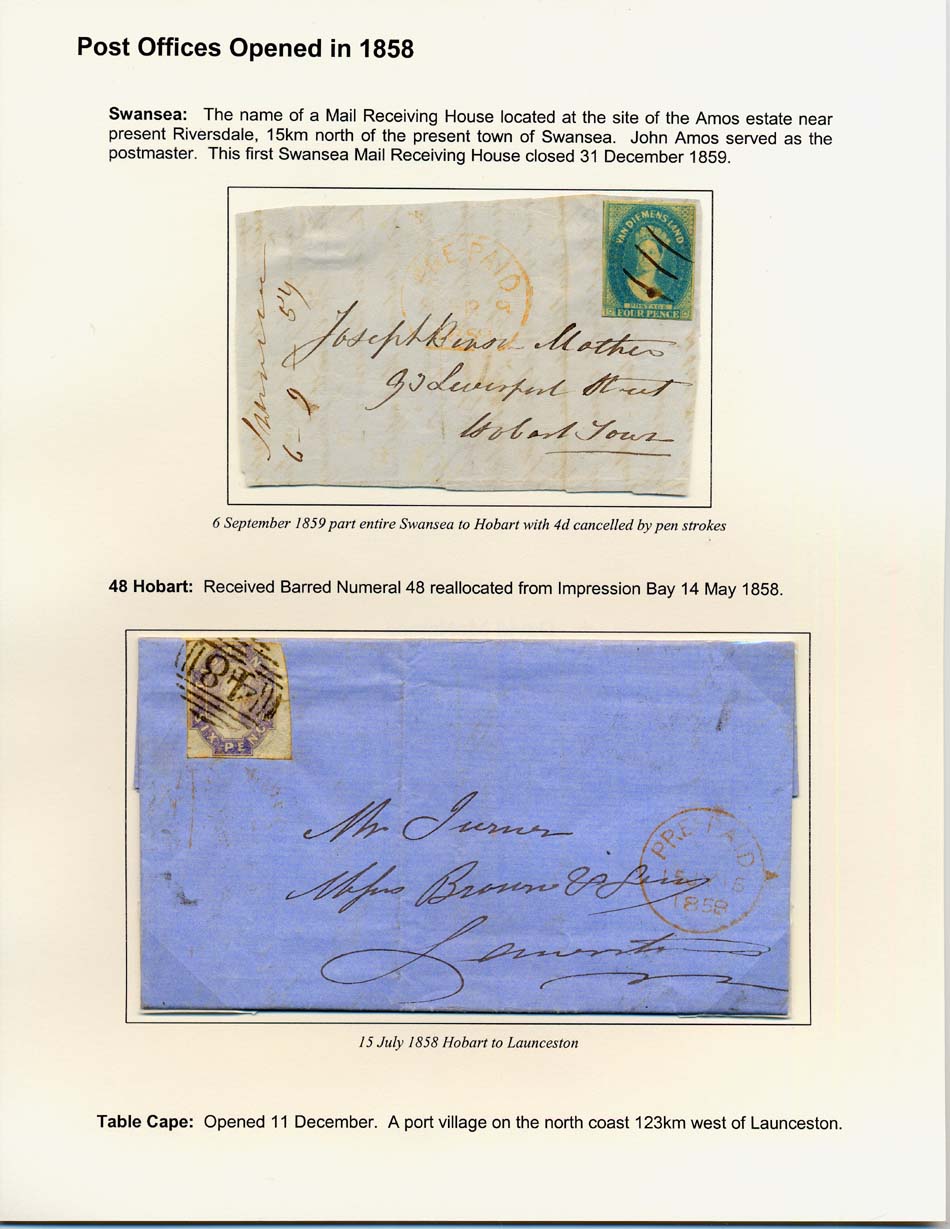 Post Offices Opened in 1858
Swansea: The name of a Mail Receiving House located at the site of the Amos estate near
present Riversdale, 15km north of the present town of Swansea. John Amos served as the
postmaster. This first Swansea Mail Receiving House closed 31 December 1859.
VAN DIEMENS LAND
POSTAGE
FOUR PENCE
PRE PAID
Swansea
6-9-59
Joseph Benson Mather
93 Liverpool Street
Hobart Town
6 September 1859 part entire Swansea to Hobart with 4d cancelled by pen strokes
48 Hobart: Received Barred Numeral 48 reallocated from Impression Bay 14 May 1858.
48
IX PENC
Mr Turner
Messrs Brown & Sons
PRE PAID
15
1858
Launceston
15 July 1858 Hobart to Launceston
Table Cape: Opened 11 December. A port village on the north coast 123km west of Launceston.